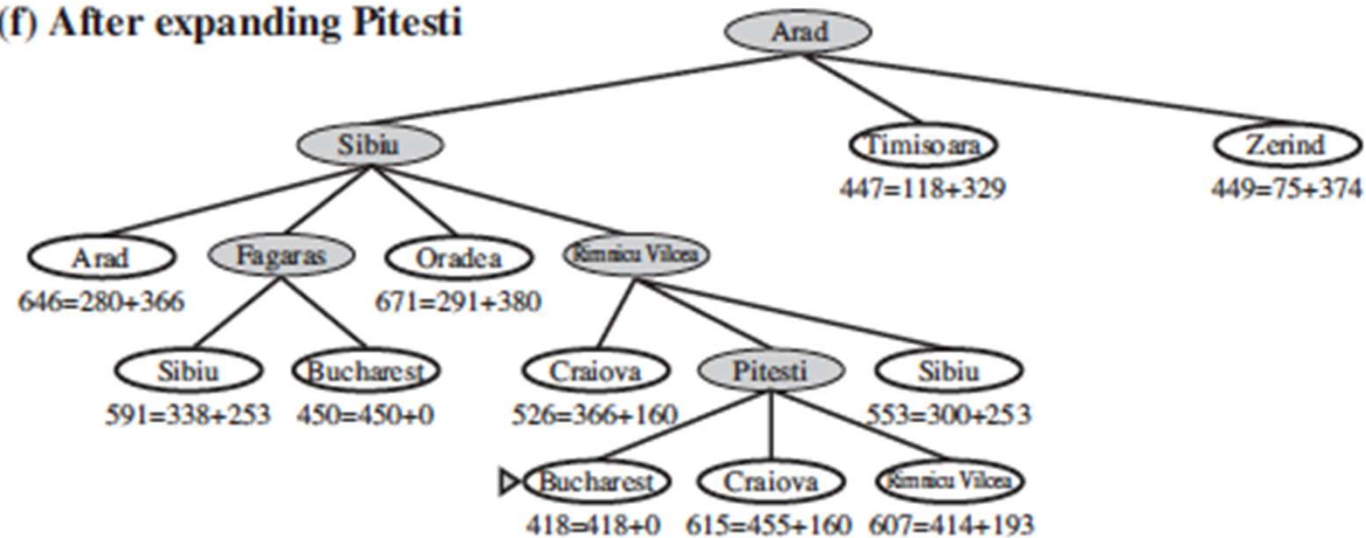 (f) After expanding Pitesti
Arad
Sibiu
Timisoara
Zerind
447=118+329
449=75+374
Arad
Fagaras
Oradea
Rimnicu Vilcea
646=280+366
671=291+380
Sibiu
Bucharest
Craiova
Pitesti
Sibiu
591=338+253
450=450+0
526=366+160
553=300+253
Bucharest
Craiova
Rimnicu Vilcea
418=418+0
615=455+160
607=414+193